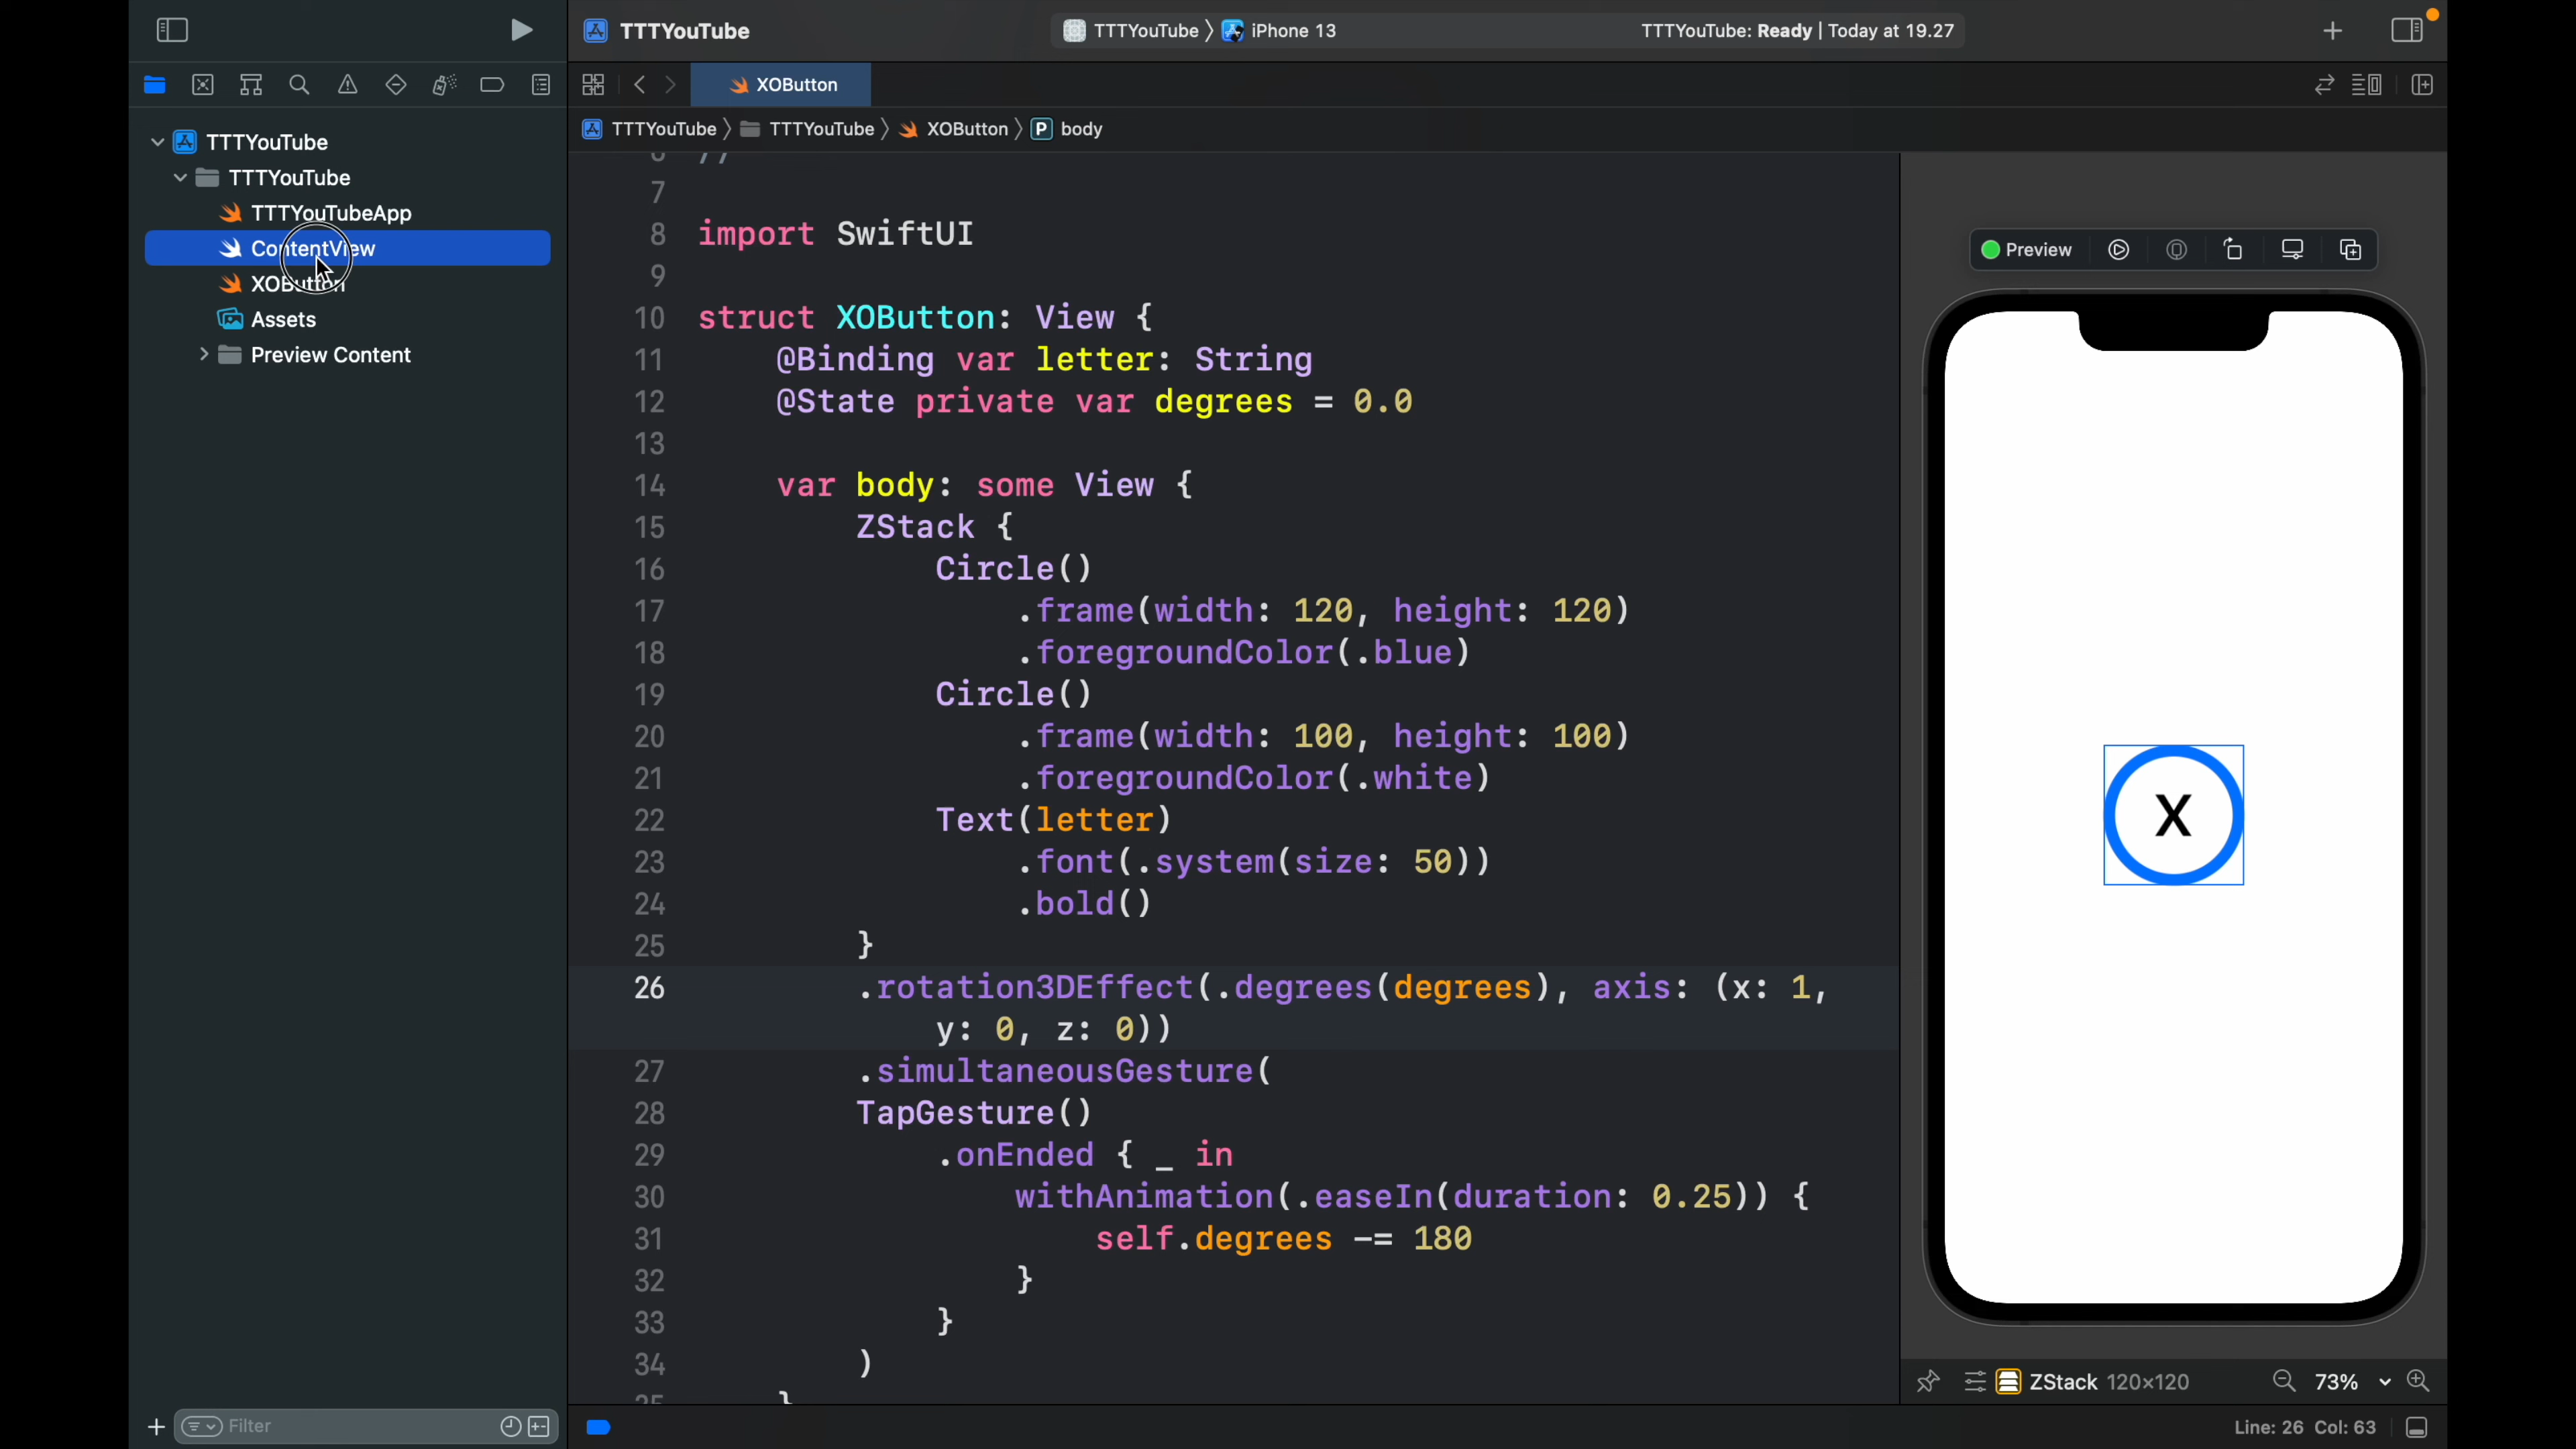 TTTYouTube
TTTYouTube 〉 iPhone 13
TTTYouTube: Ready | Today at 19.27
XOButton
TTTYouTube 〉 TTTYouTube 〉 XOButton 〉 P body
TTTYouTube
TTTYouTube
TTTYouTubeApp
ContentView
XOButton
Assets
Preview Content
Filter
6 //
7
8 import SwiftUI
9
10 struct XOButton: View {
11 @Binding var letter: String
12 @State private var degrees = 0.0
13
14 var body: some View {
15 ZStack {
16 Circle()
17 .frame(width: 120, height: 120)
18 .foregroundColor(.blue)
19 Circle()
20 .frame(width: 100, height: 100)
21 .foregroundColor(.white)
22 Text(letter)
23 .font(.system(size: 50))
24 .bold()
25 }
26 .rotation3DEffect(.degrees(degrees), axis: (x: 1,
y: 0, z: 0))
27 .simultaneousGesture(
28 TapGesture()
29 .onEnded { _ in
30 withAnimation(.easeIn(duration: 0.25)) {
31 self.degrees -= 180
32 }
33 }
34 )
35 }
Preview
X
ZStack 120×120
73%
Line: 26 Col: 63